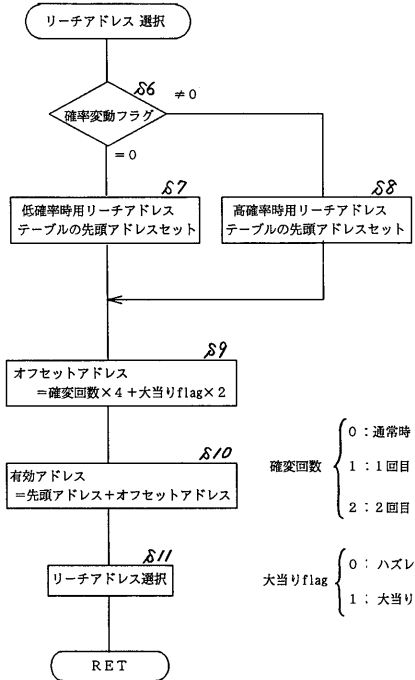 リーチアドレス 選択
S6
≠0
確率変動フラグ
=0
S7
低確率時用リーチアドレス
テーブルの先頭アドレスセット
S8
高確率時用リーチアドレス
テーブルの先頭アドレスセット
S9
オフセットアドレス
=確変回数×4+大当りflag×2
S10
有効アドレス
=先頭アドレス+オフセットアドレス
S11
リーチアドレス選択
RET
確変回数
0:通常時
1:1回目
2:2回目
大当りflag
0:ハズレ
1;大当り